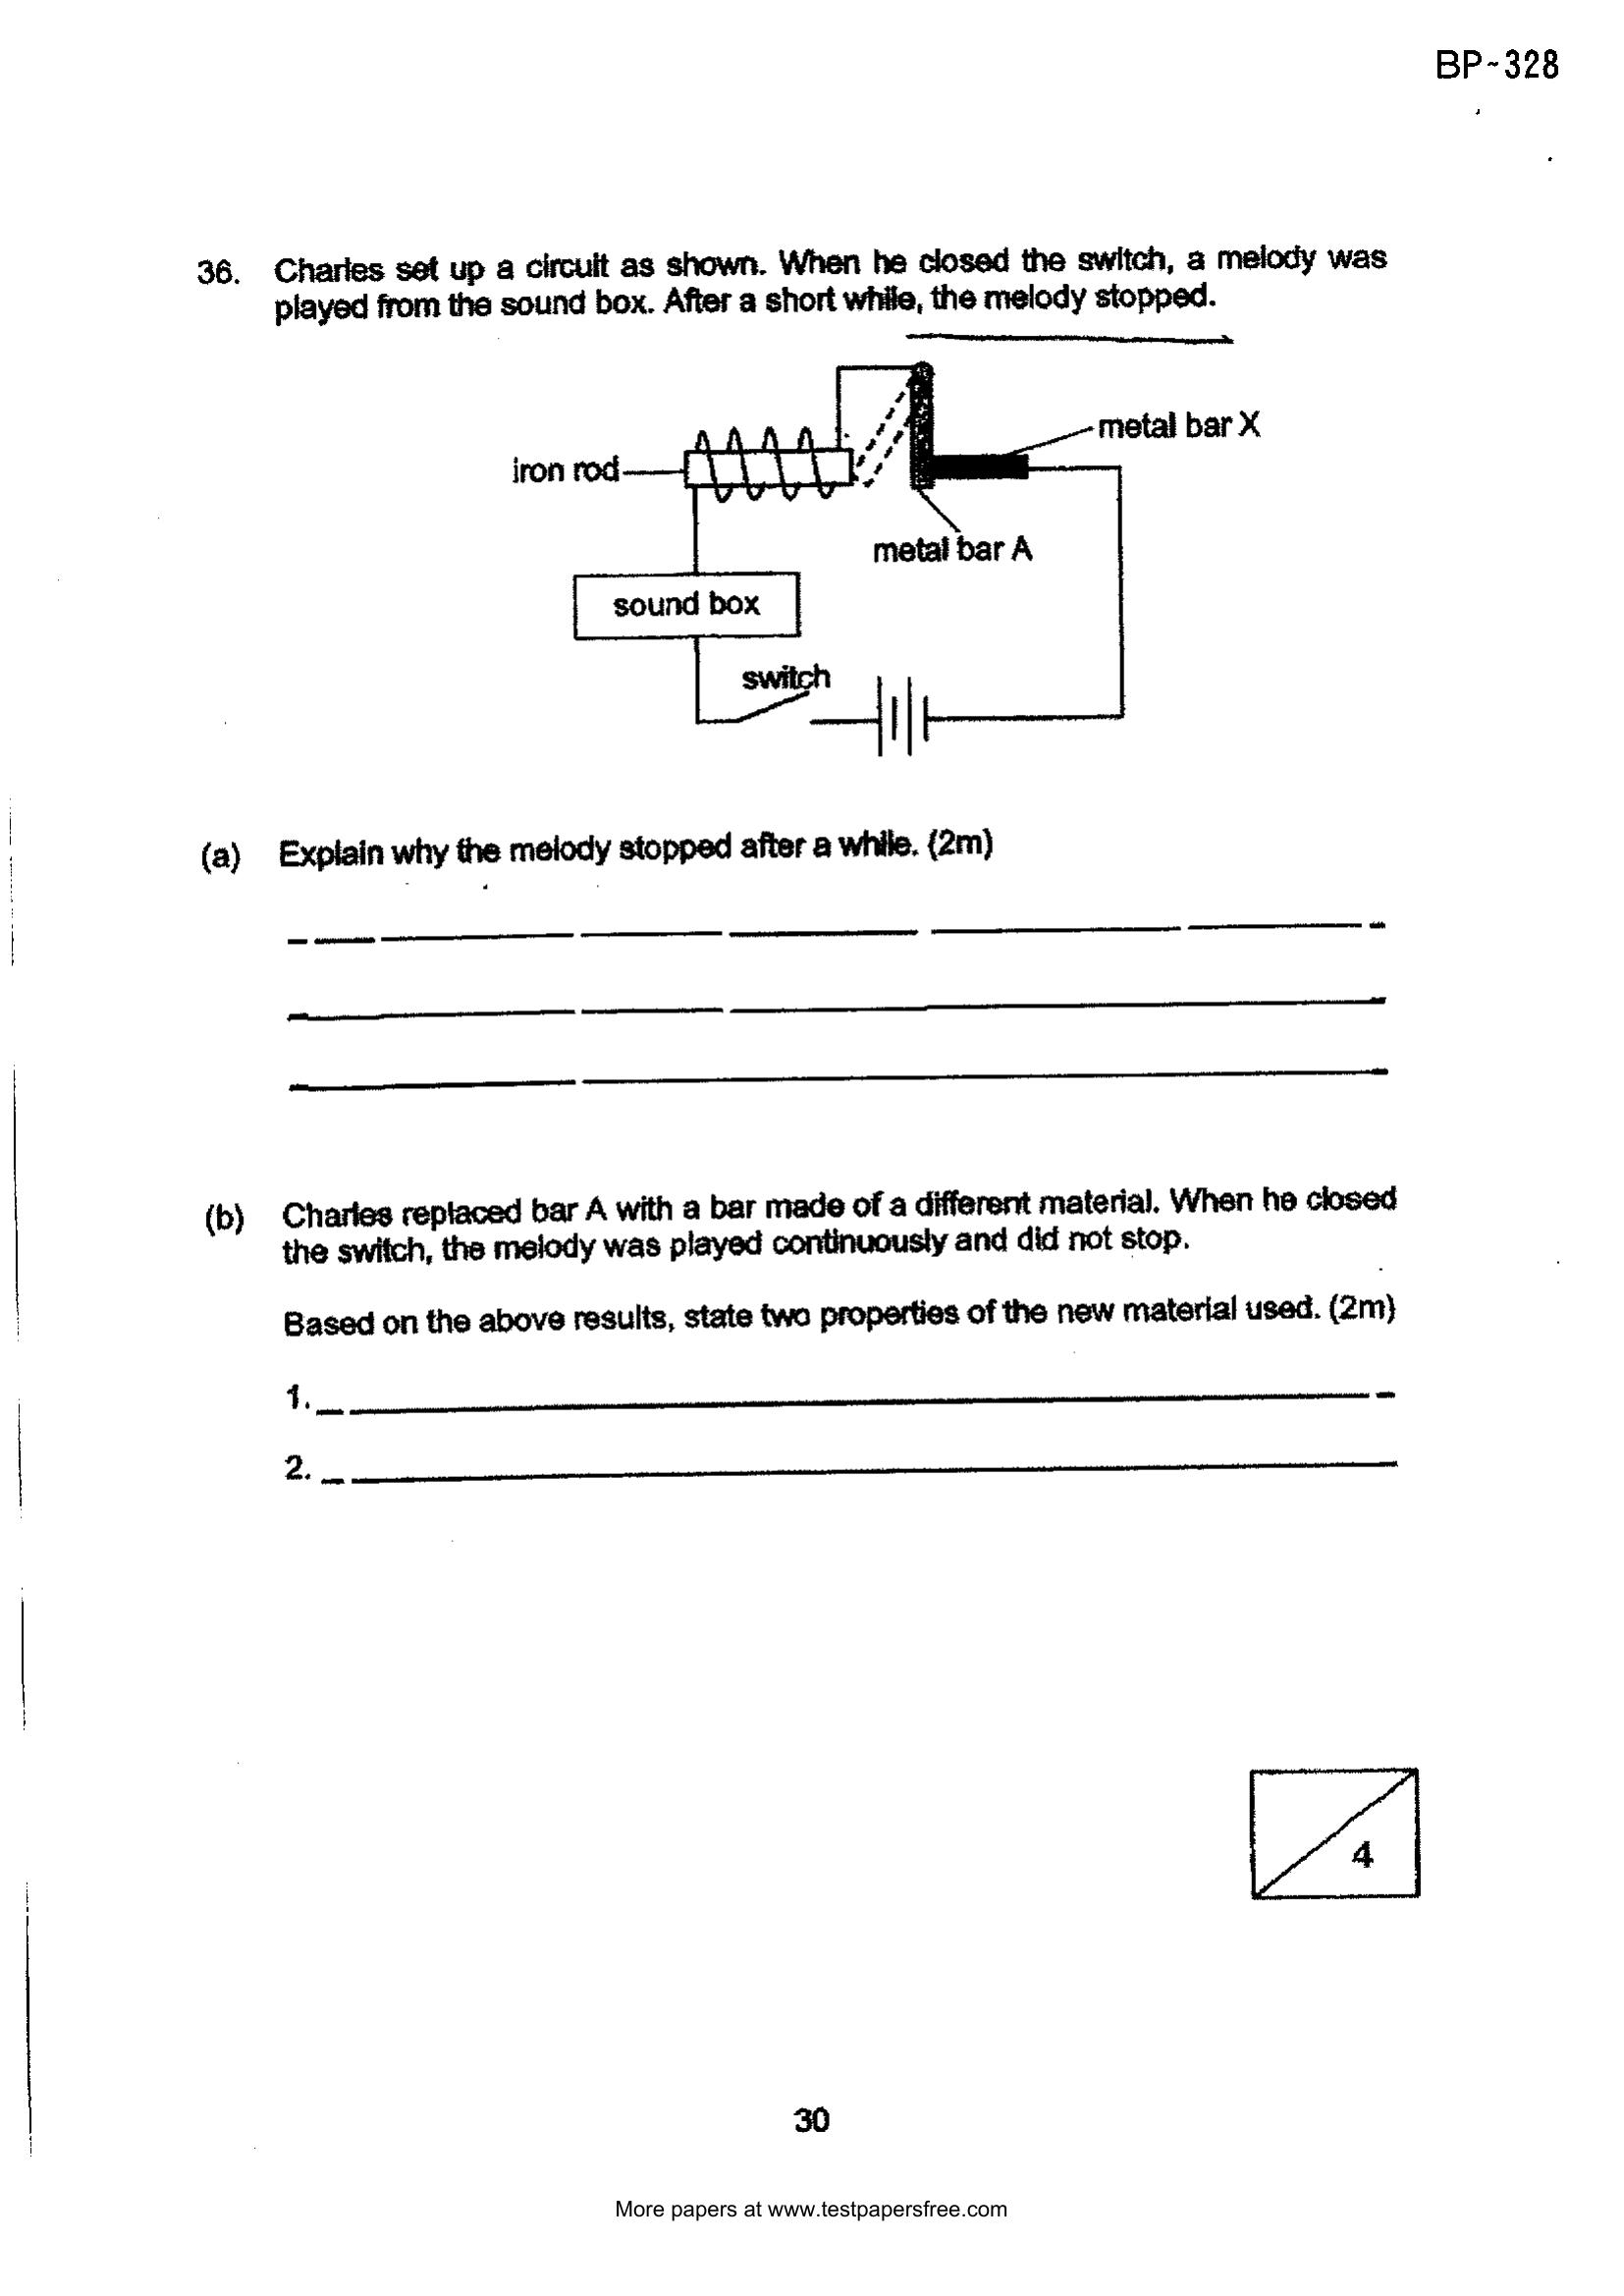 BP-328
36. Charles set up a circuit as shown. When he closed the switch, a melody was
played from the sound box. After a short while, the melody stopped.
metal bar X
iron rod
metal bar A
sound box
switch
(a) Explain why the melody stopped after a while. (2m)
(b) Charles replaced bar A with a bar made of a different material. When he closed
the switch, the melody was played continuously and did not stop.
Based on the above results, state two properties of the new material used. (2m)
1.
2.
4
30
More papers at www.testpapersfree.com